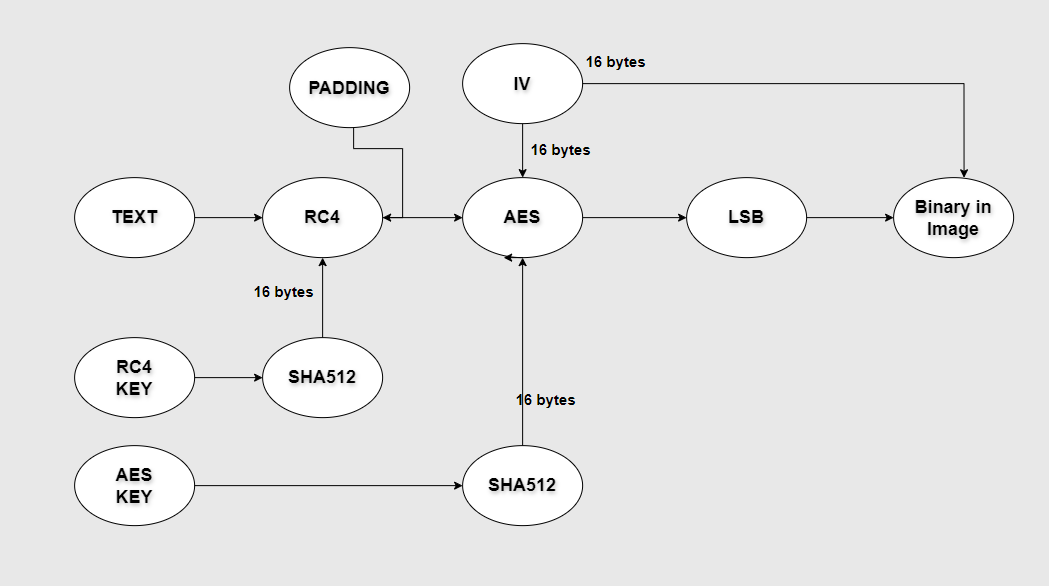 PADDING
IV
16 bytes
16 bytes
TEXT
RC4
AES
LSB
Binary in
Image
16 bytes
RC4
KEY
SHA512
16 bytes
AES
KEY
SHA512